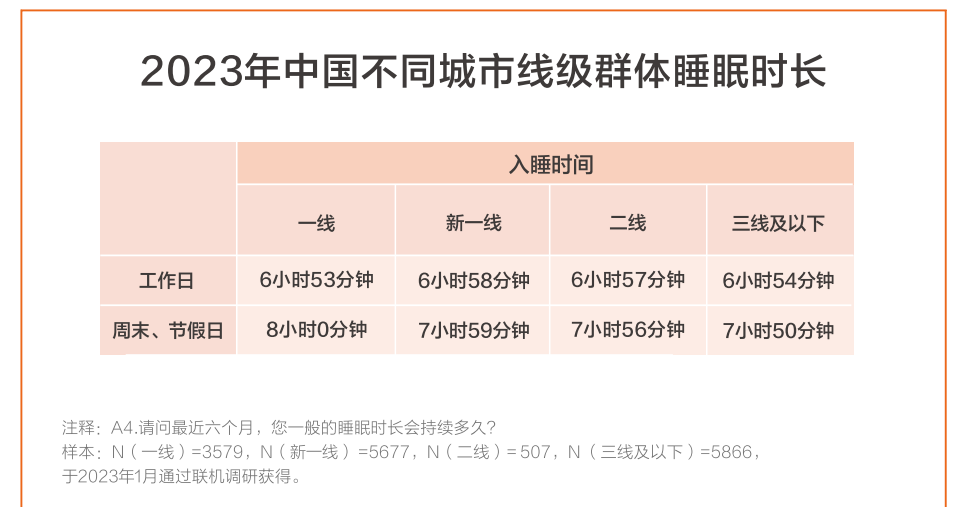 2023年中国不同城市线级群体睡眠时长
入睡时间
一线 新一线 二线 三线及以下
工作日 6小时53分钟 6小时58分钟 6小时57分钟 6小时54分钟
周末、节假日 8小时0分钟 7小时59分钟 7小时56分钟 7小时50分钟
注释：A4.请问最近六个月，您一般的睡眠时长会持续多久？
样本：N（一线）=3579，N（新一线）=5677，N（二线）= 507，N（三线及以下）=5866，
于2023年1月通过联机调研获得。